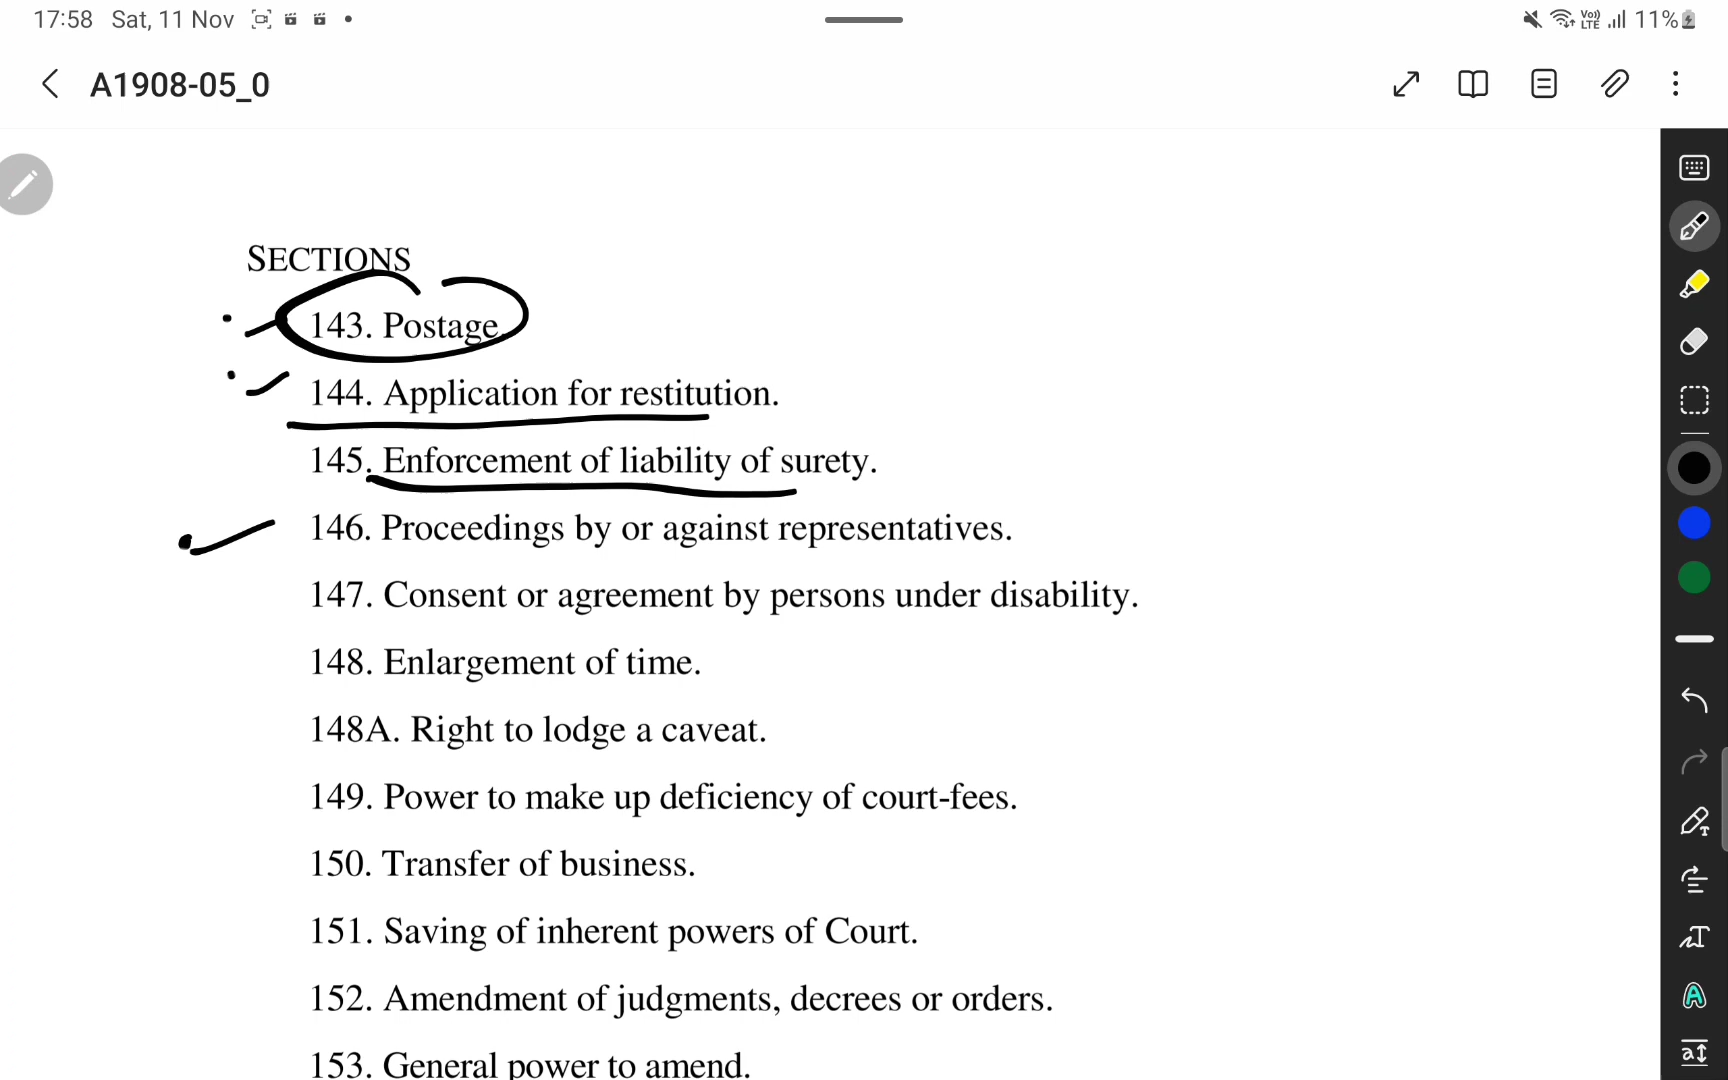 17:58 Sat, 11 Nov Vo)) LTE 11%
A1908-05_0
SECTIONS
143. Postage.
144. Application for restitution.
145. Enforcement of liability of surety.
146. Proceedings by or against representatives.
147. Consent or agreement by persons under disability.
148. Enlargement of time.
148A. Right to lodge a caveat.
149. Power to make up deficiency of court-fees.
150. Transfer of business.
151. Saving of inherent powers of Court.
152. Amendment of judgments, decrees or orders.
153. General power to amend.